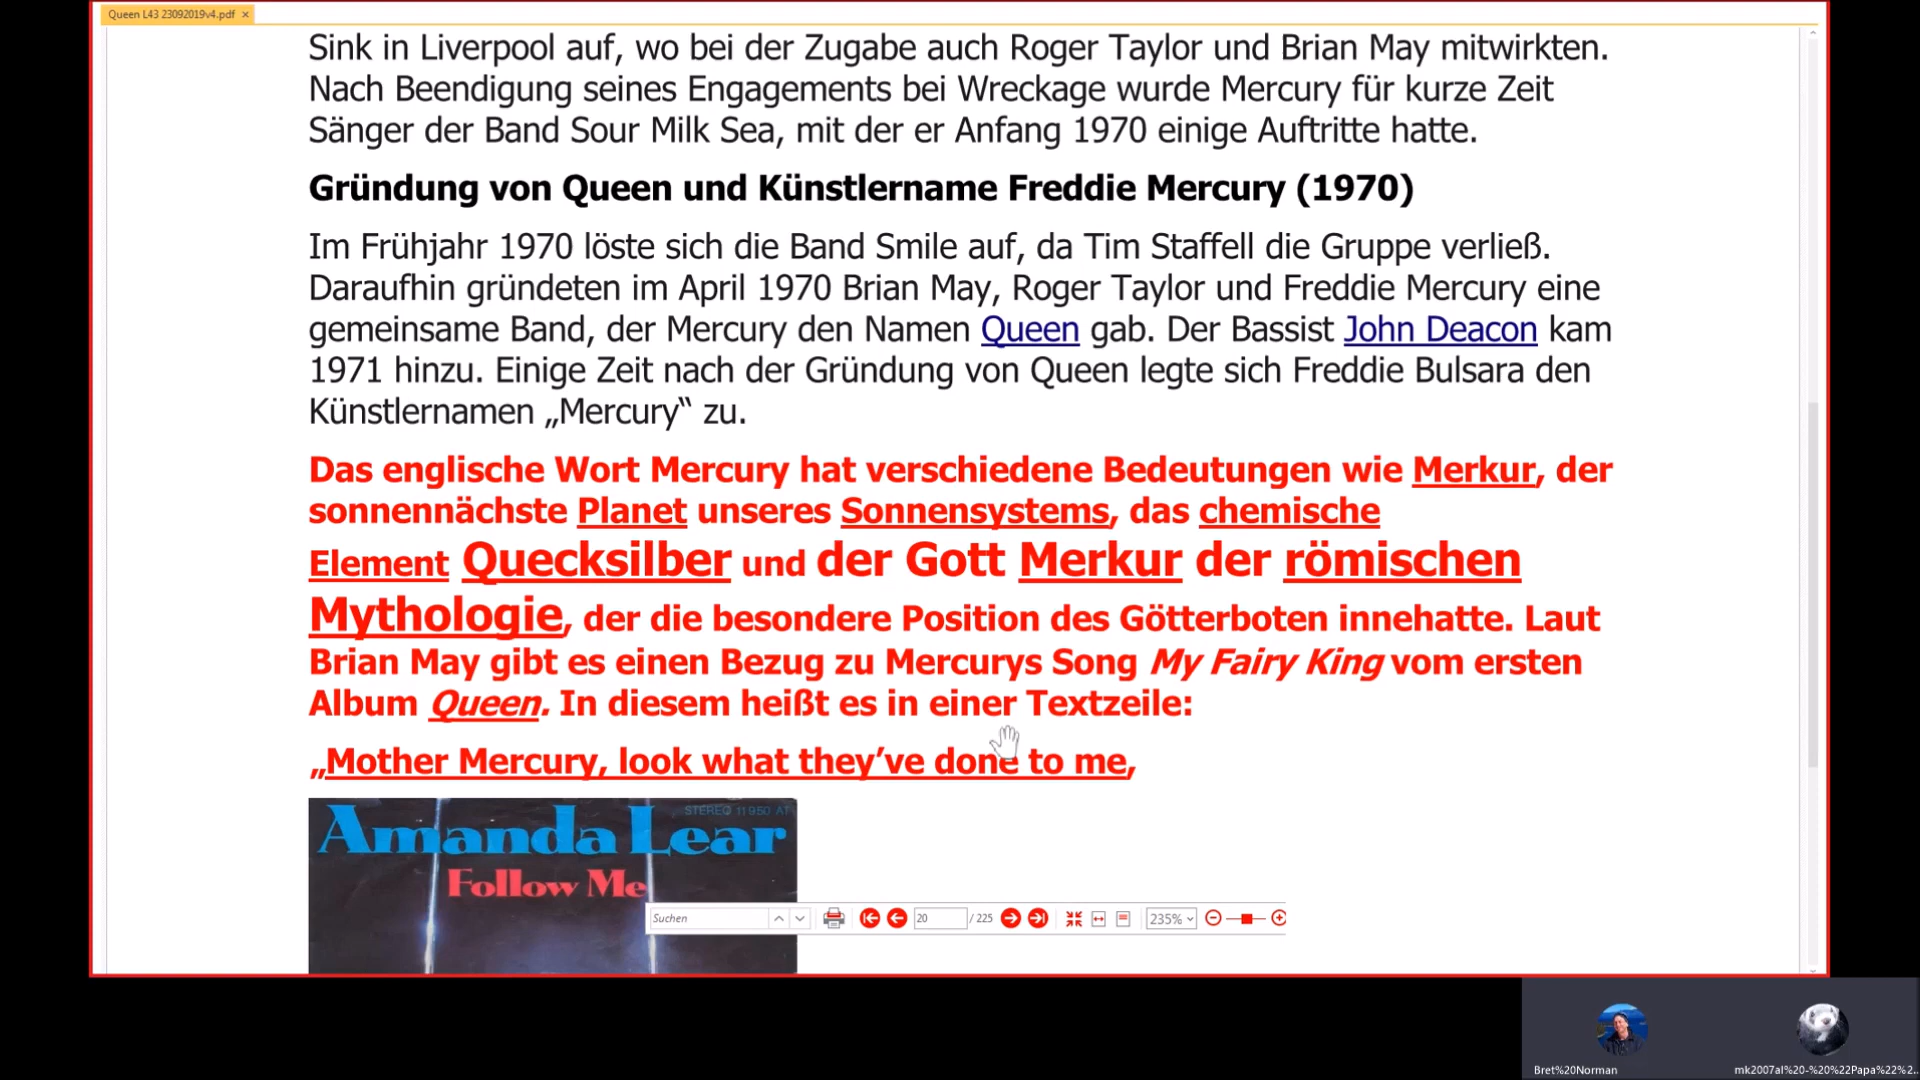 Queen L43 23092019v4.pdf ×
Sink in Liverpool auf, wo bei der Zugabe auch Roger Taylor und Brian May mitwirkten.
Nach Beendigung seines Engagements bei Wreckage wurde Mercury für kurze Zeit
Sänger der Band Sour Milk Sea, mit der er Anfang 1970 einige Auftritte hatte.
Gründung von Queen und Künstlername Freddie Mercury (1970)
Im Frühjahr 1970 löste sich die Band Smile auf, da Tim Staffell die Gruppe verließ.
Daraufhin gründeten im April 1970 Brian May, Roger Taylor und Freddie Mercury eine
gemeinsame Band, der Mercury den Namen Queen gab. Der Bassist John Deacon kam
1971 hinzu. Einige Zeit nach der Gründung von Queen legte sich Freddie Bulsara den
Künstlernamen „Mercury“ zu.
Das englische Wort Mercury hat verschiedene Bedeutungen wie Merkur, der
sonnennächste Planet unseres Sonnensystems, das chemische
Element Quecksilber und der Gott Merkur der römischen
Mythologie, der die besondere Position des Götterboten innehatte. Laut
Brian May gibt es einen Bezug zu Mercurys Song My Fairy King vom ersten
Album Queen. In diesem heißt es in einer Textzeile:
„Mother Mercury, look what they’ve done to me,
STEREO 11 950 AT
Amanda Lear
Follow Me
Suchen 20 / 225 235%
Bret%20Norman
mk2007al%20-%20%22Papa%22%2...